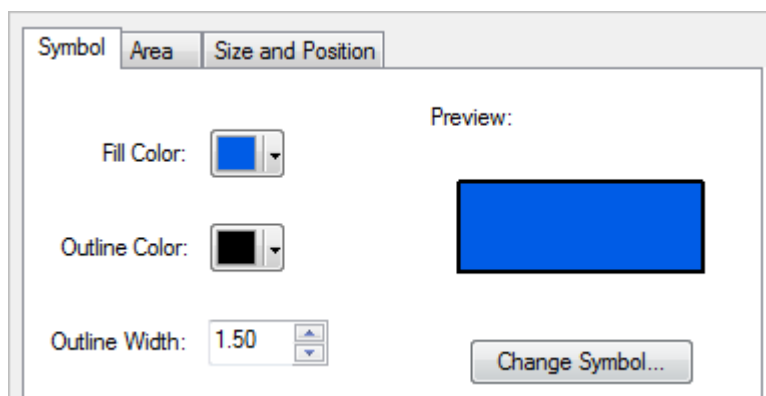 Symbol Area Size and Position
Preview:
Fill Color:
Outline Color:
Outline Width: 1.50
Change Symbol...